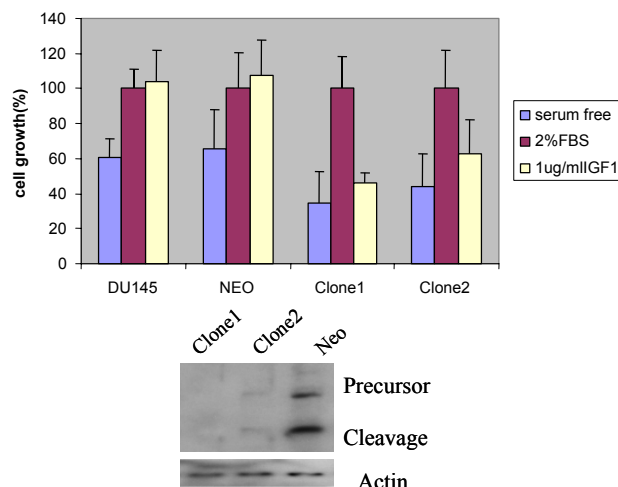 140
120
100
80
60
40
20
0
cell growth(%)
DU145 NEO Clone1 Clone2
serum free
2%FBS
1ug/mlIGF1
Clone1 Clone2 Neo
Precursor
Cleavage
Actin